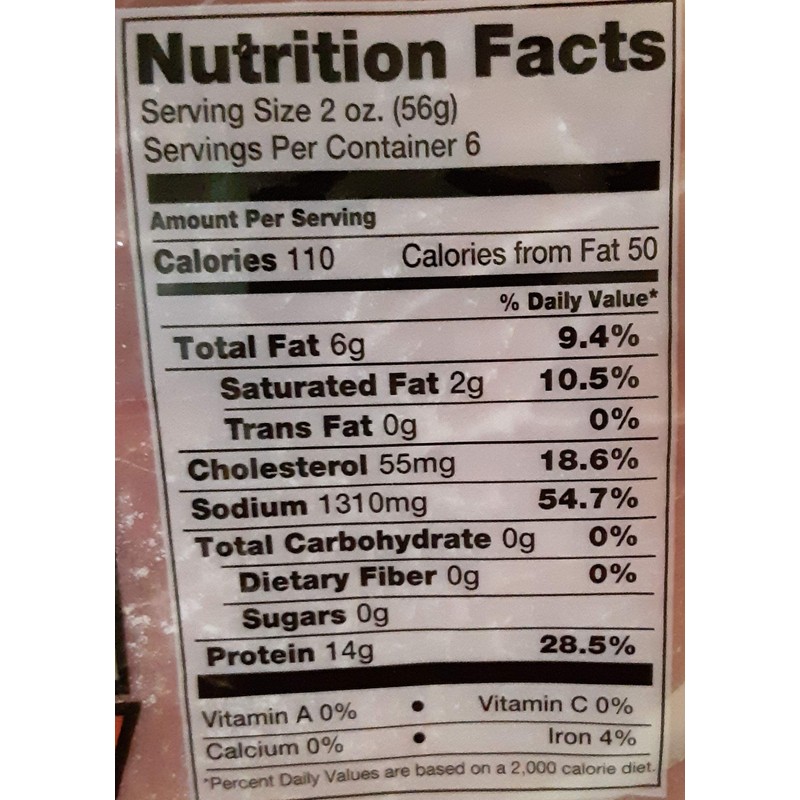 Nutrition Facts
Serving Size 2 oz. (56g)
Servings Per Container 6
Amount Per Serving
Calories 110 Calories from Fat 50
% Daily Value*
Total Fat 6g 9.4%
Saturated Fat 2g 10.5%
Trans Fat 0g 0%
Cholesterol 55mg 18.6%
Sodium 1310mg 54.7%
Total Carbohydrate 0g 0%
Dietary Fiber 0g 0%
Sugars 0g
Protein 14g 28.5%
Vitamin A 0% • Vitamin C 0%
Calcium 0% • Iron 4%
*Percent Daily Values are based on a 2,000 calorie diet.